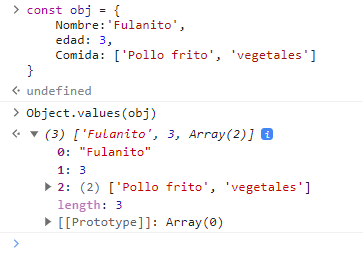 const obj = {
Nombre:'Fulanito',
edad: 3,
Comida: ['Pollo frito', 'vegetales']
}
undefined
Object.values(obj)
(3) ['Fulanito', 3, Array(2)] i
0: "Fulanito"
1: 3
2: (2) ['Pollo frito', 'vegetales']
length: 3
[[Prototype]]: Array(0)